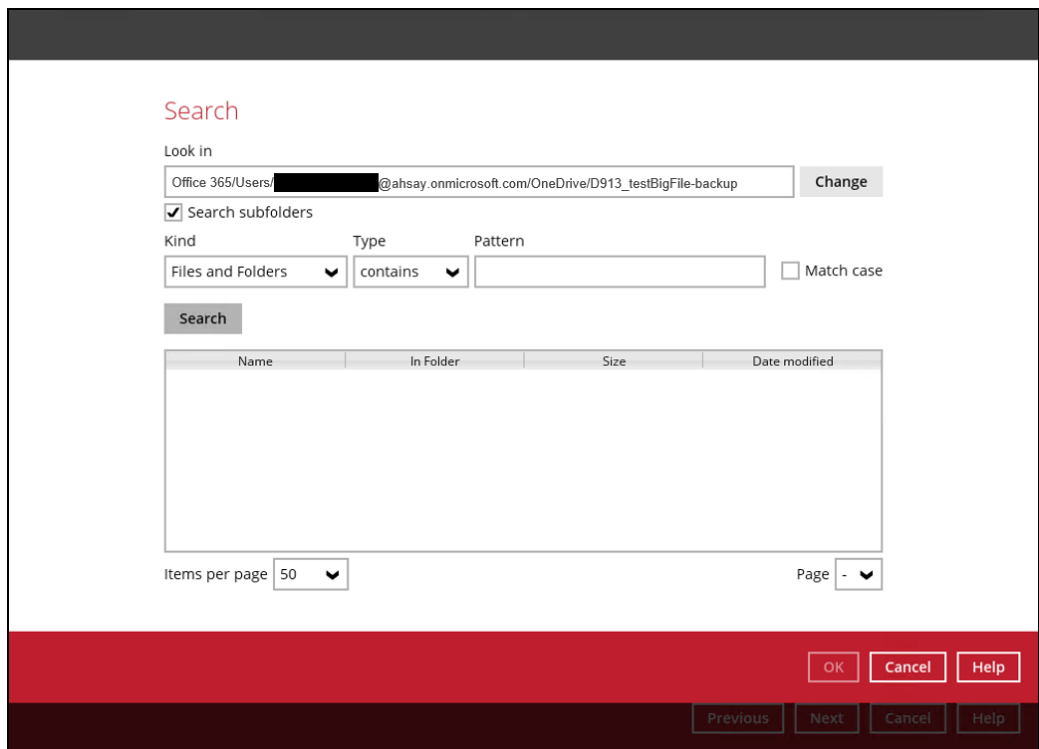 Search
Look in
Office 365/Users/ @ahsay.onmicrosoft.com/OneDrive/D913_testBigFile-backup Change
Search subfolders
Kind Type Pattern
Files and Folders contains Match case
Search
Name In Folder Size Date modified
Items per page 50 Page -
OK Cancel Help
Previous Next Cancel Help